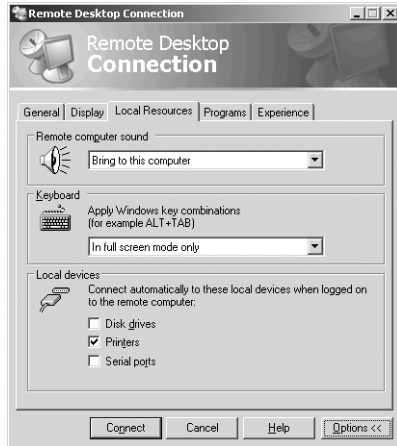 Remote Desktop Connection
Remote Desktop
Connection
General Display Local Resources Programs Experience
Remote computer sound
Bring to this computer
Keyboard
Apply Windows key combinations
(for example ALT+TAB)
In full screen mode only
Local devices
Connect automatically to these local devices when logged on
to the remote computer:
Disk drives
Printers
Serial ports
Connect Cancel Help Options <<